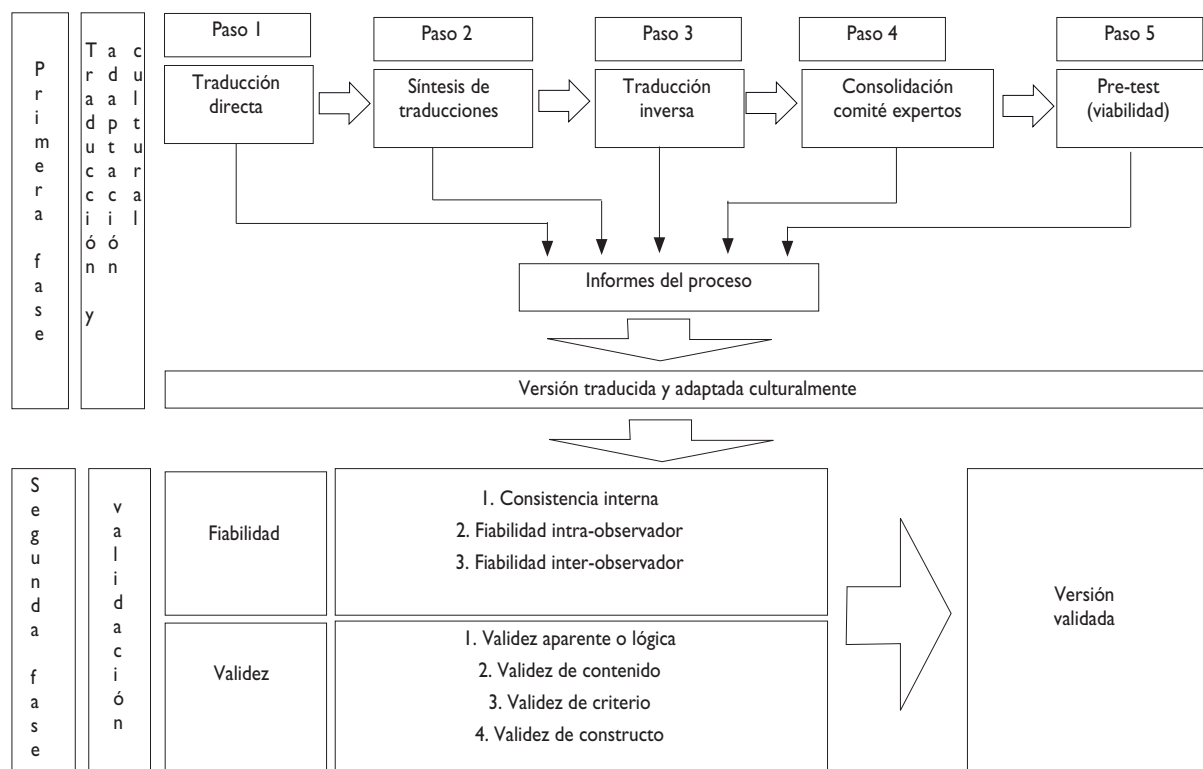 Primera fase
Traducción y
adaptación
cultural
Paso 1
Paso 2
Paso 3
Paso 4
Paso 5
Traducción
directa
Síntesis de
traducciones
Traducción
inversa
Consolidación
comité expertos
Pre-test
(viabilidad)
Informes del proceso
Versión traducida y adaptada culturalmente
Segunda fase
validación
Fiabilidad
1. Consistencia interna
2. Fiabilidad intra-observador
3. Fiabilidad inter-observador
Validez
1. Validez aparente o lógica
2. Validez de contenido
3. Validez de criterio
4. Validez de constructo
Versión
validada